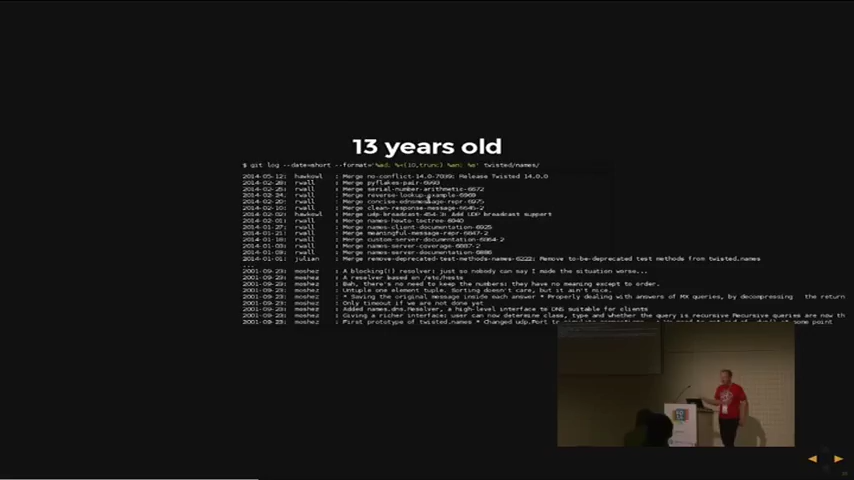 13 years old
$ git log --date=short --format="%ad: %<(10,trunc) %an: %s" twisted/names/
2014-05-12: hawkowl : Merge no-conflict-14.0-7039: Release Twisted 14.0.0
2014-02-28: rwall : Merge pyflakes-pair-6993
2014-02-25: rwall : Merge serial-number-arithmetic-6672
2014-02-24: rwall : Merge reverse-lookup-example-6969
2014-02-20: rwall : Merge concise-ednsmessage-repr-6975
2014-02-10: rwall : Merge clean-response-message-6645-2
2014-02-02: hawkowl : Merge udp-broadcast-454-3: Add UDP broadcast support
2014-02-01: rwall : Merge names-howto-toctree-6940
2014-01-27: rwall : Merge names-client-documentation-6925
2014-01-21: rwall : Merge meaningful-message-repr-6847-2
2014-01-18: rwall : Merge custom-server-documentation-6864-2
2014-01-09: rwall : Merge names-server-coverage-6887-2
2014-01-03: rwall : Merge names-server-documentation-6886
2014-01-01: julian : Merge remove-deprecated-test-methods-names-6222: Remove to-be-deprecated test methods from twisted.names
...
2001-09-23: moshez : A blocking(!) resolver: just so nobody can say I made the situation worse...
2001-09-23: moshez : A resolver based on /etc/hosts
2001-09-23: moshez : Bah, there's no need to keep the numbers: they have no meaning except to order.
2001-09-23: moshez : Untuple one element tuple. Sorting doesn't care, but it ain't nice.
2001-09-23: moshez : * Saving the original message inside each answer * Properly dealing with answers of MX queries, by decompressing the return
2001-09-23: moshez : Only timeout if we are not done yet
2001-09-23: moshez : Added names.dns.Resolver, a high-level interface to DNS suitable for clients
2001-09-23: moshez : Giving a richer interface: user can now determine class, type and whether the query is recursive Recursive queries are now th
2001-09-23: moshez : First prototype of twisted.names * Changed udp.Port to